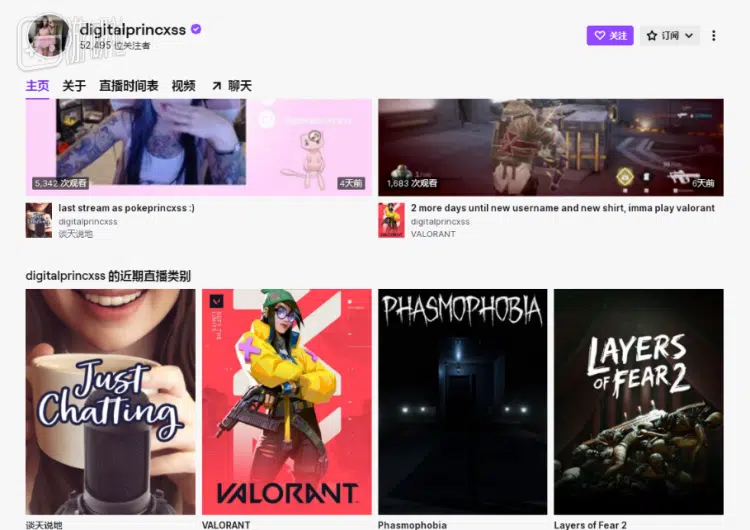 digitalprincxss
52,495 位关注者
关注
订阅
主页
关于
直播时间表
视频
聊天
5,342 次观看
4天前
1,683 次观看
6天前
last stream as pokeprincxss :)
digitalprincxss
谈天说地
2 more days until new username and new shirt, imma play valorant
digitalprincxss
VALORANT
digitalprincxss 的近期直播类别
Just
Chatting
VALORANT
PHASMOPHOBIA
LAYERS
OF FEAR 2
谈天说地
VALORANT
Phasmophobia
Layers of Fear 2